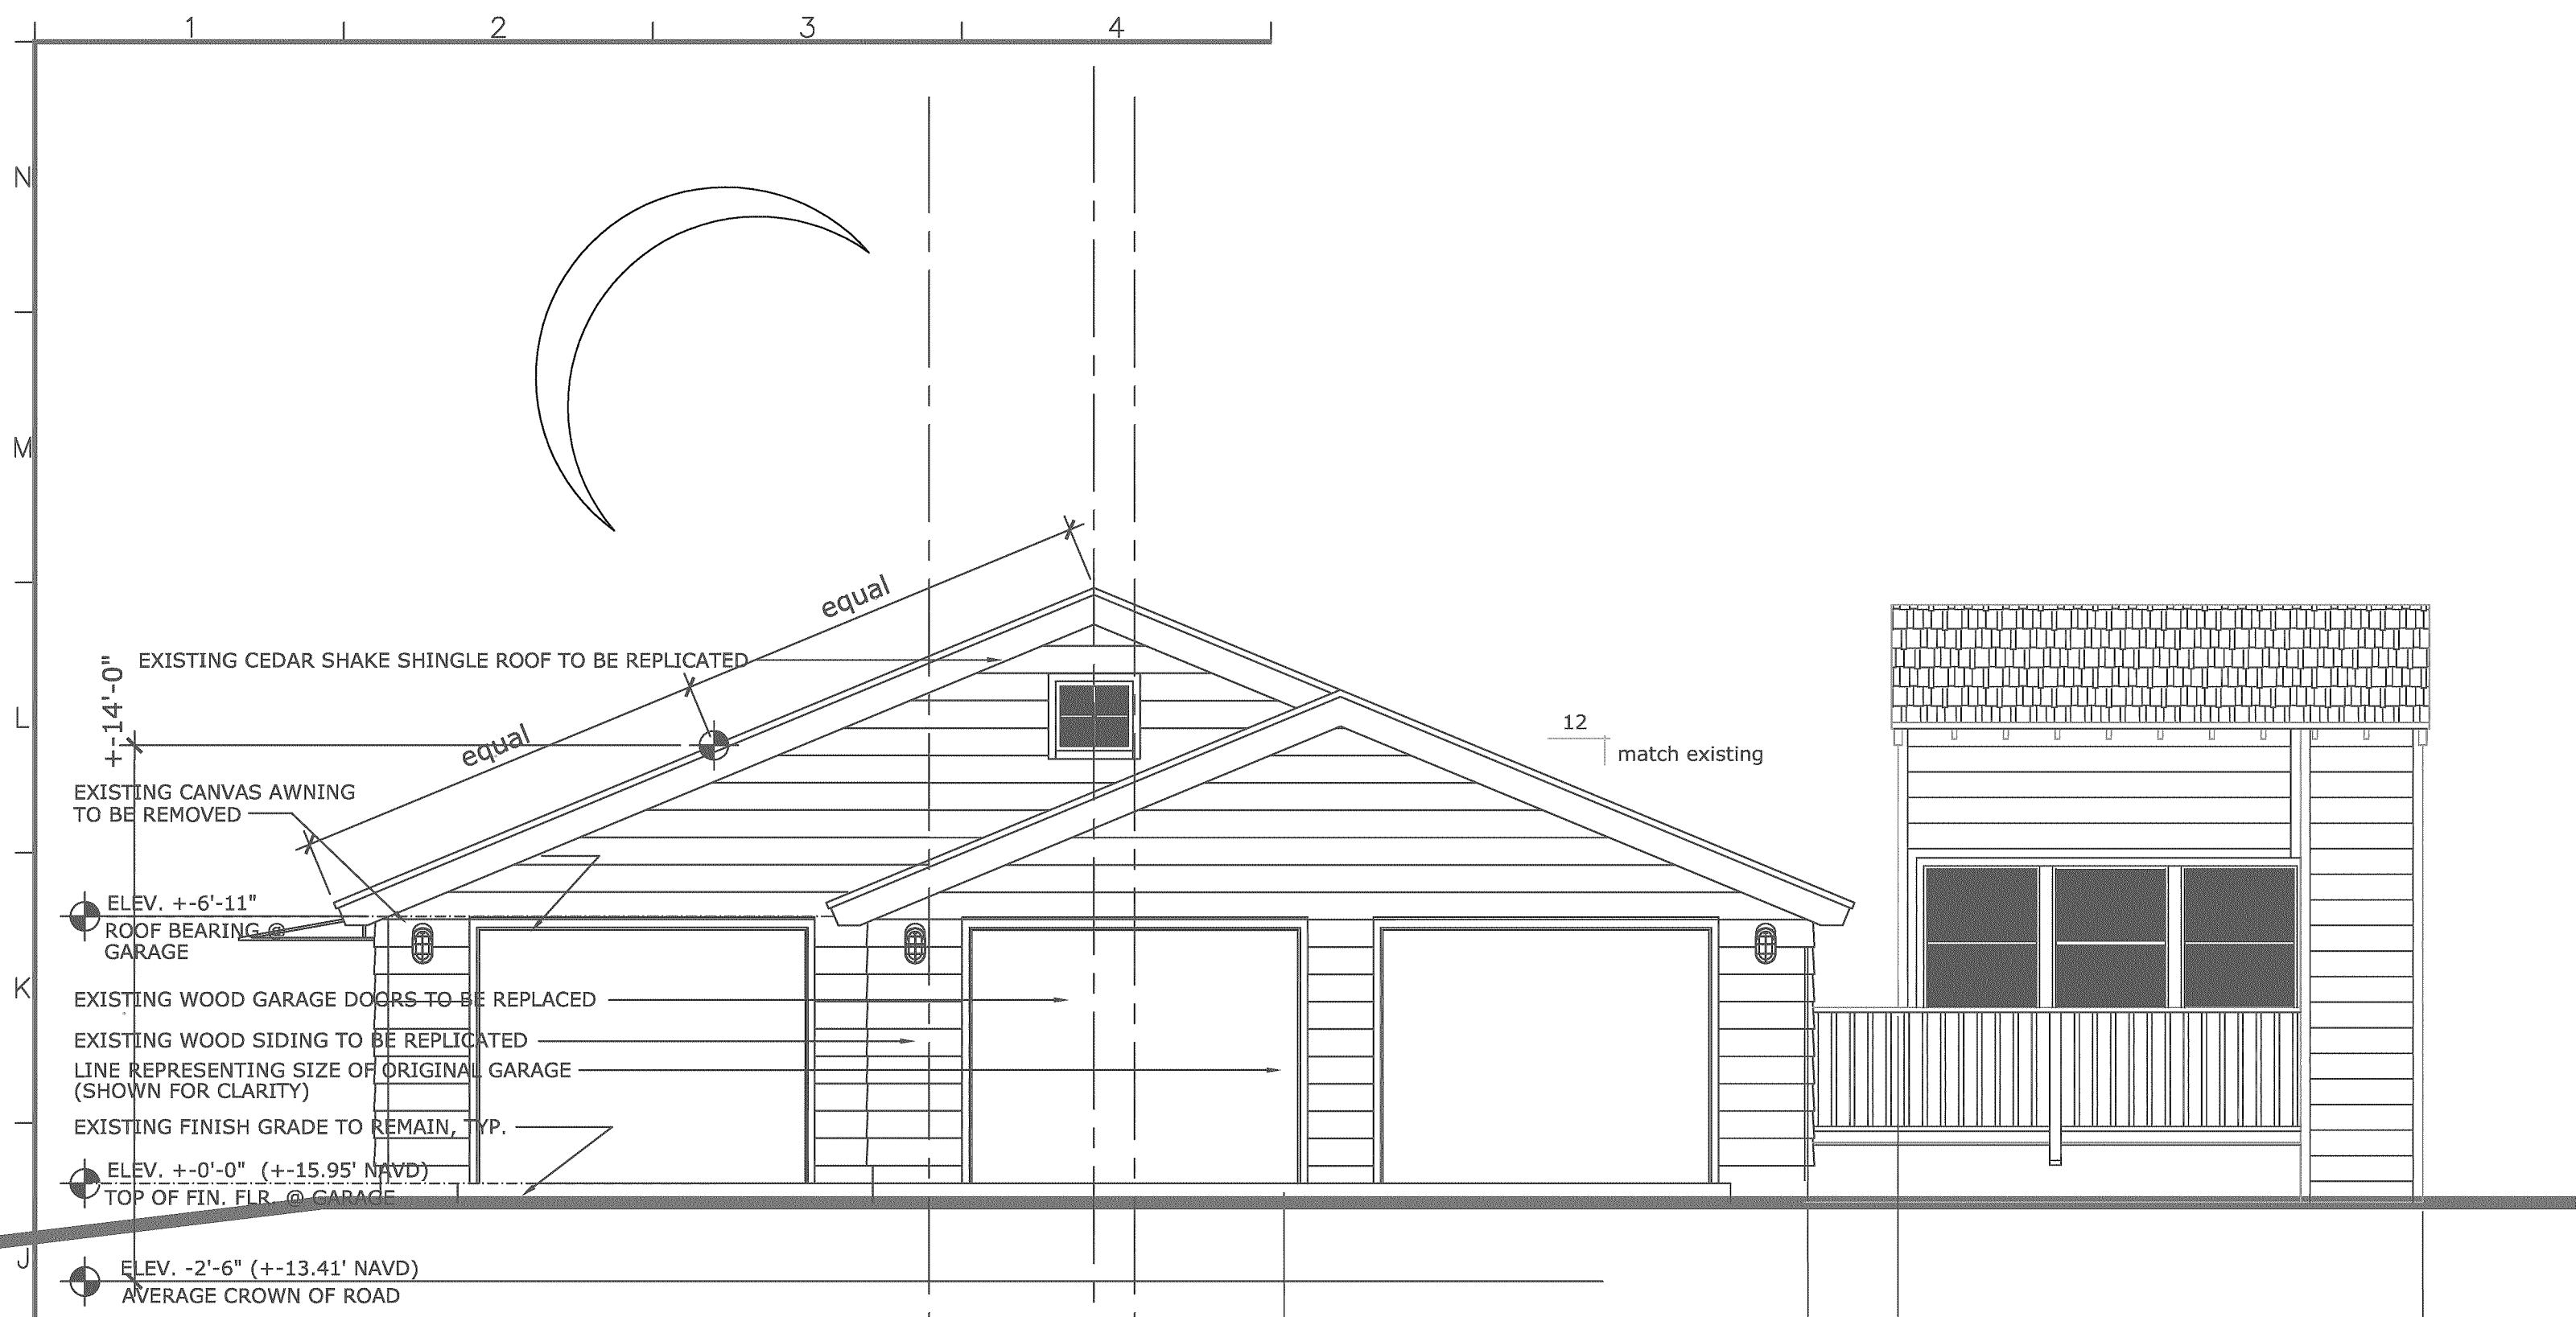 1 2 3 4
N
M
L
K
J
equal
equal
EXISTING CEDAR SHAKE SHINGLE ROOF TO BE REPLICATED
+-14'-0"
12
match existing
EXISTING CANVAS AWNING
TO BE REMOVED
ELEV. +-6'-11"
ROOF BEARING @
GARAGE
EXISTING WOOD GARAGE DOORS TO BE REPLACED
EXISTING WOOD SIDING TO BE REPLICATED
LINE REPRESENTING SIZE OF ORIGINAL GARAGE
(SHOWN FOR CLARITY)
EXISTING FINISH GRADE TO REMAIN, TYP.
ELEV. +-0'-0" (+-15.95' NAVD)
TOP OF FIN. FLR. @ GARAGE
ELEV. -2'-6" (+-13.41' NAVD)
AVERAGE CROWN OF ROAD